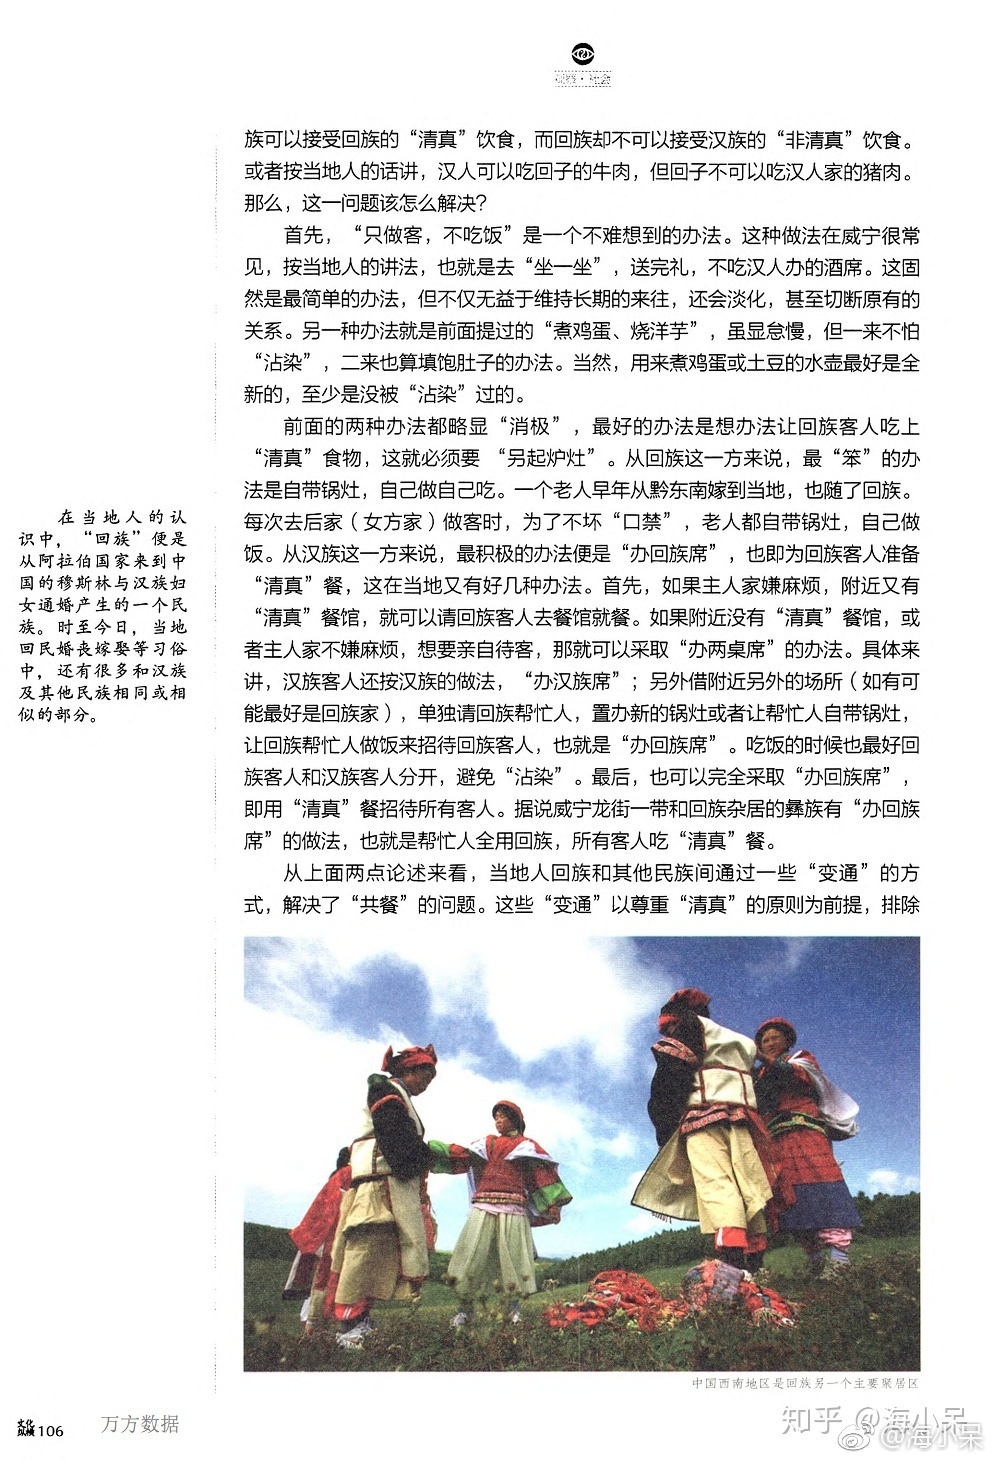 族可以接受回族的“清真”饮食，而回族却不可以接受汉族的“非清真”饮食。
或者按当地人的话讲，汉人可以吃回子的牛肉，但回子不可以吃汉人家的猪肉。
那么，这一问题该怎么解决？
首先，“只做客，不吃饭”是一个不难想到的办法。这种做法在威宁很常
见，按当地人的讲法，也就是去“坐一坐”，送完礼，不吃汉人办的酒席。这固
然是最简单的办法，但不仅无益于维持长期的来往，还会淡化，甚至切断原有的
关系。另一种办法就是前面提过的“煮鸡蛋、烧洋芋”，虽显怠慢，但一来不怕
“沾染”，二来也算填饱肚子的办法。当然，用来煮鸡蛋或土豆的水壶最好是全
新的，至少是没被“沾染”过的。
前面的两种办法都略显“消极”，最好的办法是想办法让回族客人吃上
“清真”食物，这就必须要“另起炉灶”。从回族这一方来说，最“笨”的办
法是自带锅灶，自己做自己吃。一个老人早年从黔东南嫁到当地，也随了回族。
每次去后家（女方家）做客时，为了不坏“口禁”，老人都自带锅灶，自己做
饭。从汉族这一方来说，最积极的办法便是“办回族席”，也即为回族客人准备
“清真”餐，这在当地又有好几种办法。首先，如果主人家嫌麻烦，附近又有
“清真”餐馆，就可以请回族客人去餐馆就餐。如果附近没有“清真”餐馆，或
者主人家不嫌麻烦，想要亲自待客，那就可以采取“办两桌席”的办法。具体来
讲，汉族客人还按汉族的做法，“办汉族席”；另外借附近另外的场所（如有可
能最好是回族家），单独请回族帮忙人，置办新的锅灶或者让帮忙人自带锅灶，
让回族帮忙人做饭来招待回族客人，也就是“办回族席”。吃饭的时候也最好回
族客人和汉族客人分开，避免“沾染”。最后，也可以完全采取“办回族席”，
即用“清真”餐招待所有客人。据说威宁龙街一带和回族杂居的彝族有“办回族
席”的做法，也就是帮忙人全用回族，所有客人吃“清真”餐。
从上面两点论述来看，当地人回族和其他民族间通过一些“变通”的方
式，解决了“共餐”的问题。这些“变通”以尊重“清真”的原则为前提，排除
在当地人的认
识中，“回族”便是
从阿拉伯国家来到中
国的穆斯林与汉族妇
女通婚产生的一个民
族。时至今日，当地
回民婚丧嫁娶等习俗
中，还有很多和汉族
及其他民族相同或相
似的部分。
中国西南地区是回族另一个主要聚居区
106
万方数据
知乎 @海小呆
@海小呆